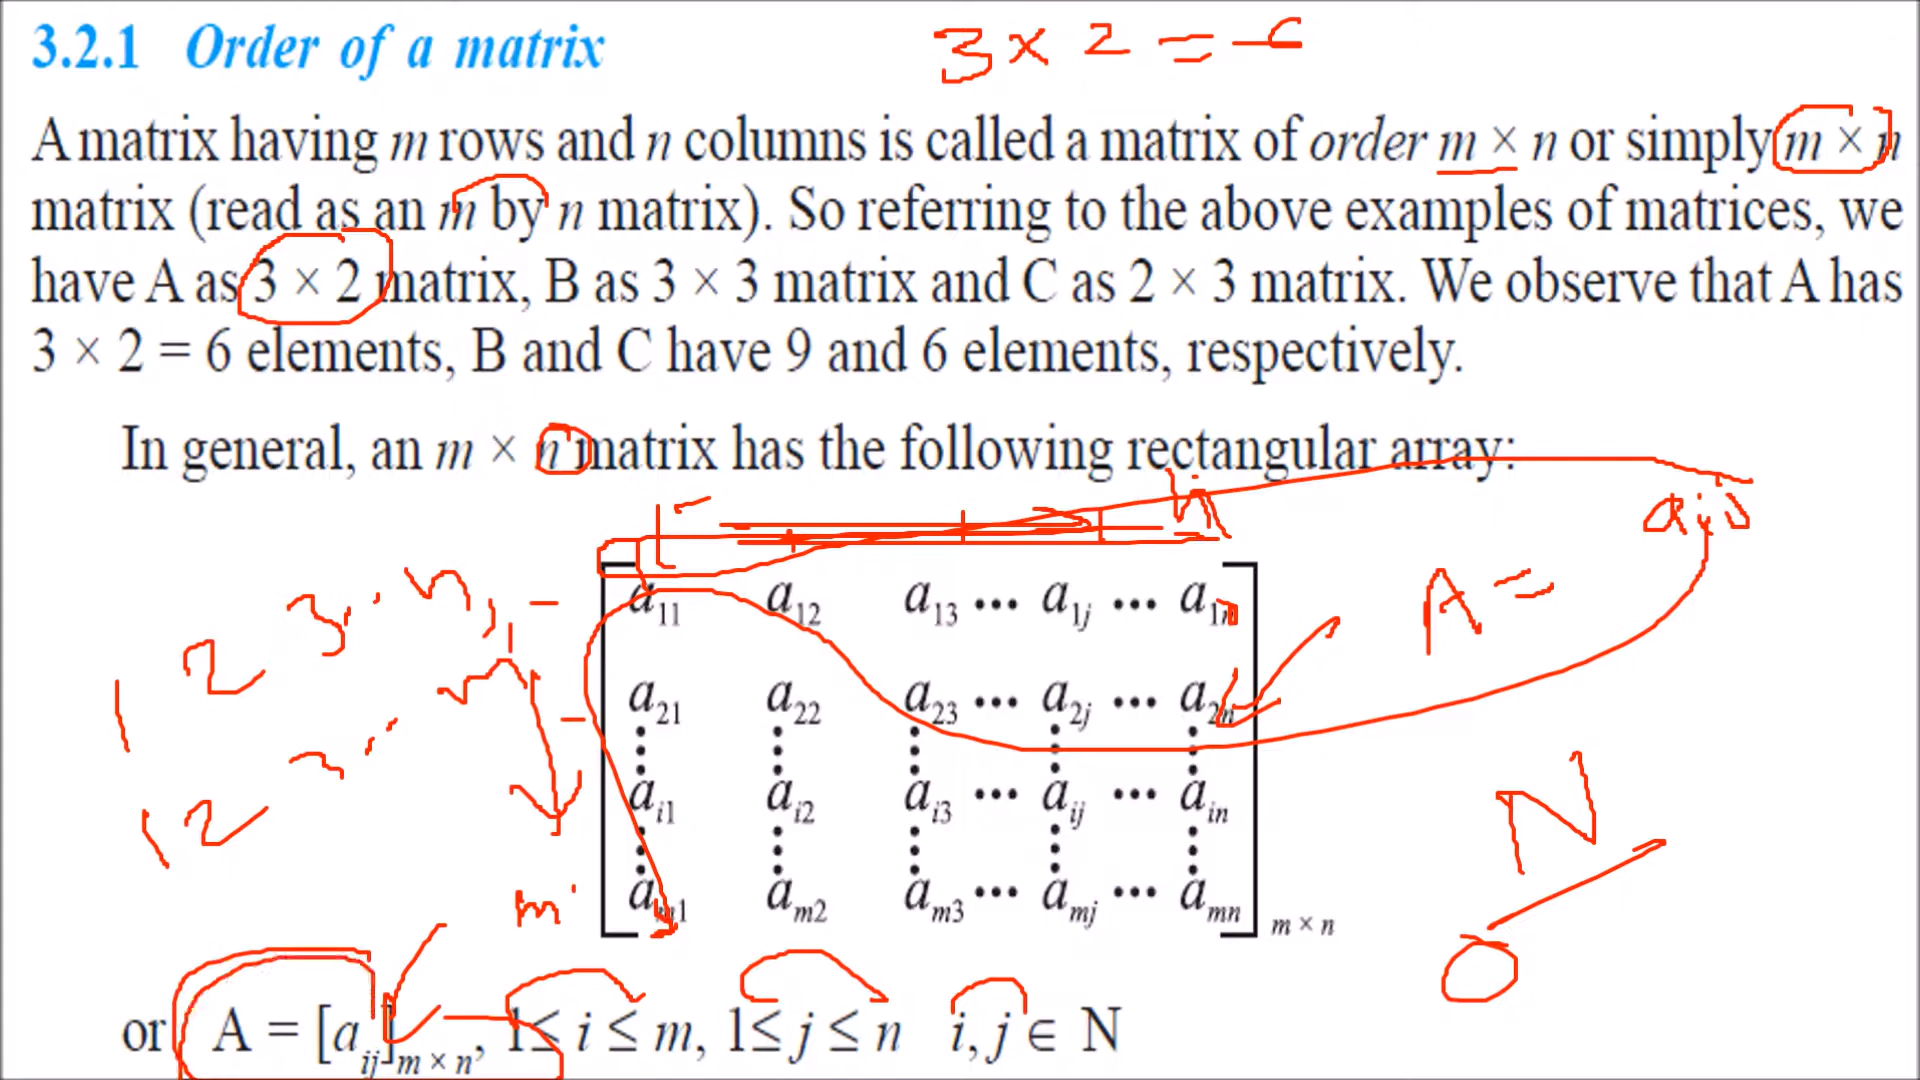 3.2.1 Order of a matrix
3 × 2 = 6
A matrix having m rows and n columns is called a matrix of order m × n or simply m × n
matrix (read as an m by n matrix). So referring to the above examples of matrices, we
have A as 3 × 2 matrix, B as 3 × 3 matrix and C as 2 × 3 matrix. We observe that A has
3 × 2 = 6 elements, B and C have 9 and 6 elements, respectively.
In general, an m × n matrix has the following rectangular array:
n
aij
A =
1 2 3 . . n
1 2
m
N
a11 a12 a13 ... a1j ... a1n
a21 a22 a23 ... a2j ... a2n
ai1 ai2 ai3 ... aij ... ain
am1 am2 am3 ... amj ... amn
m × n
or A = [aij]m × n, 1≤ i ≤ m, 1≤ j ≤ n i, j ∈ N